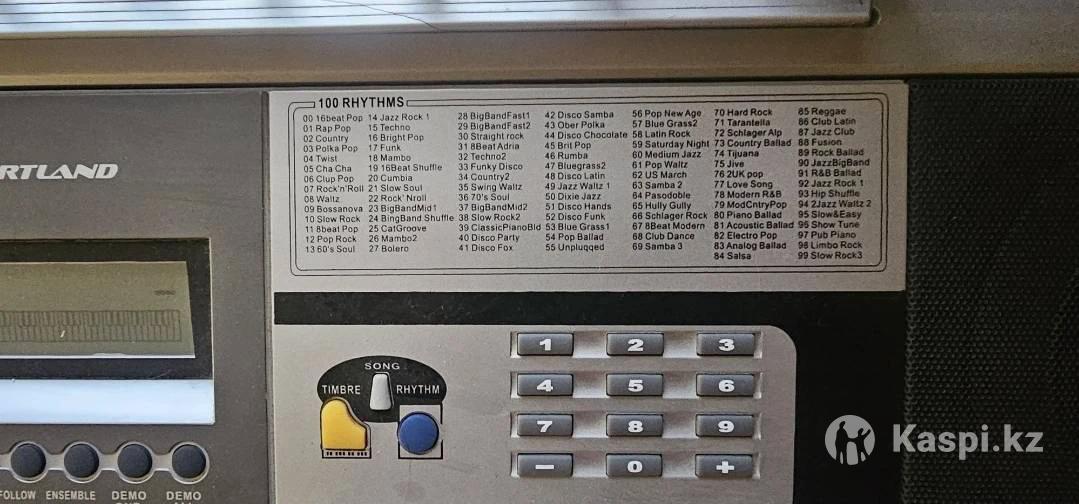 100 RHYTHMS
00 16beat Pop
01 Rap Pop
02 Country
03 Polka Pop
04 Twist
05 Cha Cha
06 Clup Pop
07 Rock'n'Roll
08 Waltz
09 Bossanova
10 Slow Rock
11 8beat Pop
12 Pop Rock
13 60's Soul
14 Jazz Rock 1
15 Techno
16 Bright Pop
17 Funk
18 Mambo
19 16Beat Shuffle
20 Cumbia
21 Slow Soul
22 Rock' Nroll
23 BigBandMid1
24 BingBand Shuffle
25 CatGroove
26 Mambo2
27 Bolero
28 BigBandFast1
29 BigBandFast2
30 Straight rock
31 8Beat Adria
32 Techno2
33 Funky Disco
34 Country2
35 Swing Waltz
36 70's Soul
37 BigBandMid2
38 Slow Rock2
39 ClassicPianoBld
40 Disco Party
41 Disco Fox
42 Disco Samba
43 Ober Polka
44 Disco Chocolate
45 Brit Pop
46 Rumba
47 Bluegrass2
48 Disco Latin
49 Jazz Waltz 1
50 Dixie Jazz
51 Disco Hands
52 Disco Funk
53 Blue Grass1
54 Pop Ballad
55 Unplugged
56 Pop New Age
57 Blue Grass2
58 Latin Rock
59 Saturday Night
60 Medium Jazz
61 Pop Waltz
62 US March
63 Samba 2
64 Pasodoble
65 Hully Gully
66 Schlager Rock
67 8Beat Modern
68 Club Dance
69 Samba 3
70 Hard Rock
71 Tarantella
72 Schlager Alp
73 Country Ballad
74 Tijuana
75 Jive
76 2UK pop
77 Love Song
78 Modern R&B
79 ModCntryPop
80 Piano Ballad
81 Acoustic Ballad
82 Electro Pop
83 Analog Ballad
84 Salsa
85 Reggae
86 Club Latin
87 Jazz Club
88 Fusion
89 Rock Ballad
90 JazzBigBand
91 R&B Ballad
92 Jazz Rock 1
93 Hip Shuffle
94 2Jazz Waltz 2
95 Slow&Easy
96 Show Tune
97 Pub Piano
98 Limbo Rock
99 Slow Rock3
RTLAND
SONG
TIMBRE RHYTHM
1 2 3
4 5 6
7 8 9
– 0 +
FOLLOW ENSEMBLE DEMO DEMO
Kaspi.kz